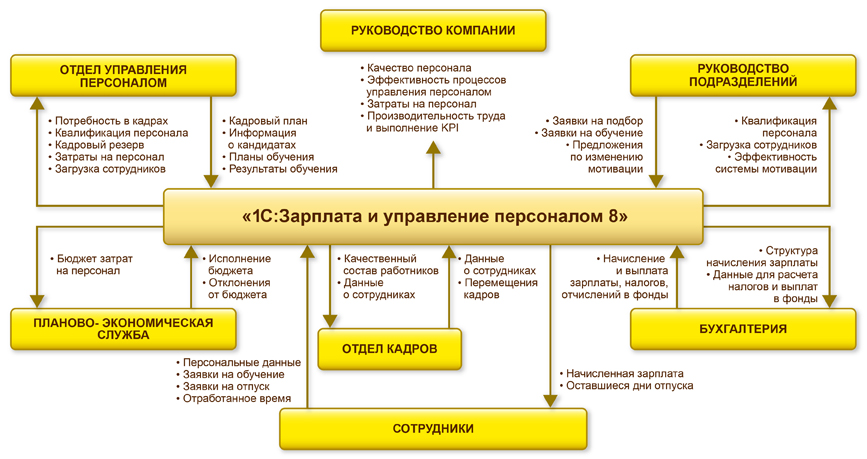 РУКОВОДСТВО КОМПАНИИ
ОТДЕЛ УПРАВЛЕНИЯ
ПЕРСОНАЛОМ
РУКОВОДСТВО
ПОДРАЗДЕЛЕНИЙ
• Качество персонала
• Эффективность процессов
управления персоналом
• Затраты на персонал
• Производительность труда
и выполнение KPI
• Потребность в кадрах
• Квалификация персонала
• Кадровый резерв
• Затраты на персонал
• Загрузка сотрудников
• Кадровый план
• Информация
о кандидатах
• Планы обучения
• Результаты обучения
• Заявки на подбор
• Заявки на обучение
• Предложения
по изменению
мотивации
• Квалификация
персонала
• Загрузка сотрудников
• Эффективность
системы мотивации
«1С:Зарплата и управление персоналом 8»
• Бюджет затрат
на персонал
• Исполнение
бюджета
• Отклонения
от бюджета
• Качественный
состав работников
• Данные
о сотрудниках
• Данные
о сотрудниках
• Перемещения
кадров
• Начисление
и выплата
зарплаты, налогов,
отчислений в фонды
• Структура
начисления зарплаты
• Данные для расчета
налогов и выплат
в фонды
ПЛАНОВО- ЭКОНОМИЧЕСКАЯ
СЛУЖБА
ОТДЕЛ КАДРОВ
БУХГАЛТЕРИЯ
• Персональные данные
• Заявки на обучение
• Заявки на отпуск
• Отработанное время
• Начисленная зарплата
• Оставшиеся дни отпуска
СОТРУДНИКИ